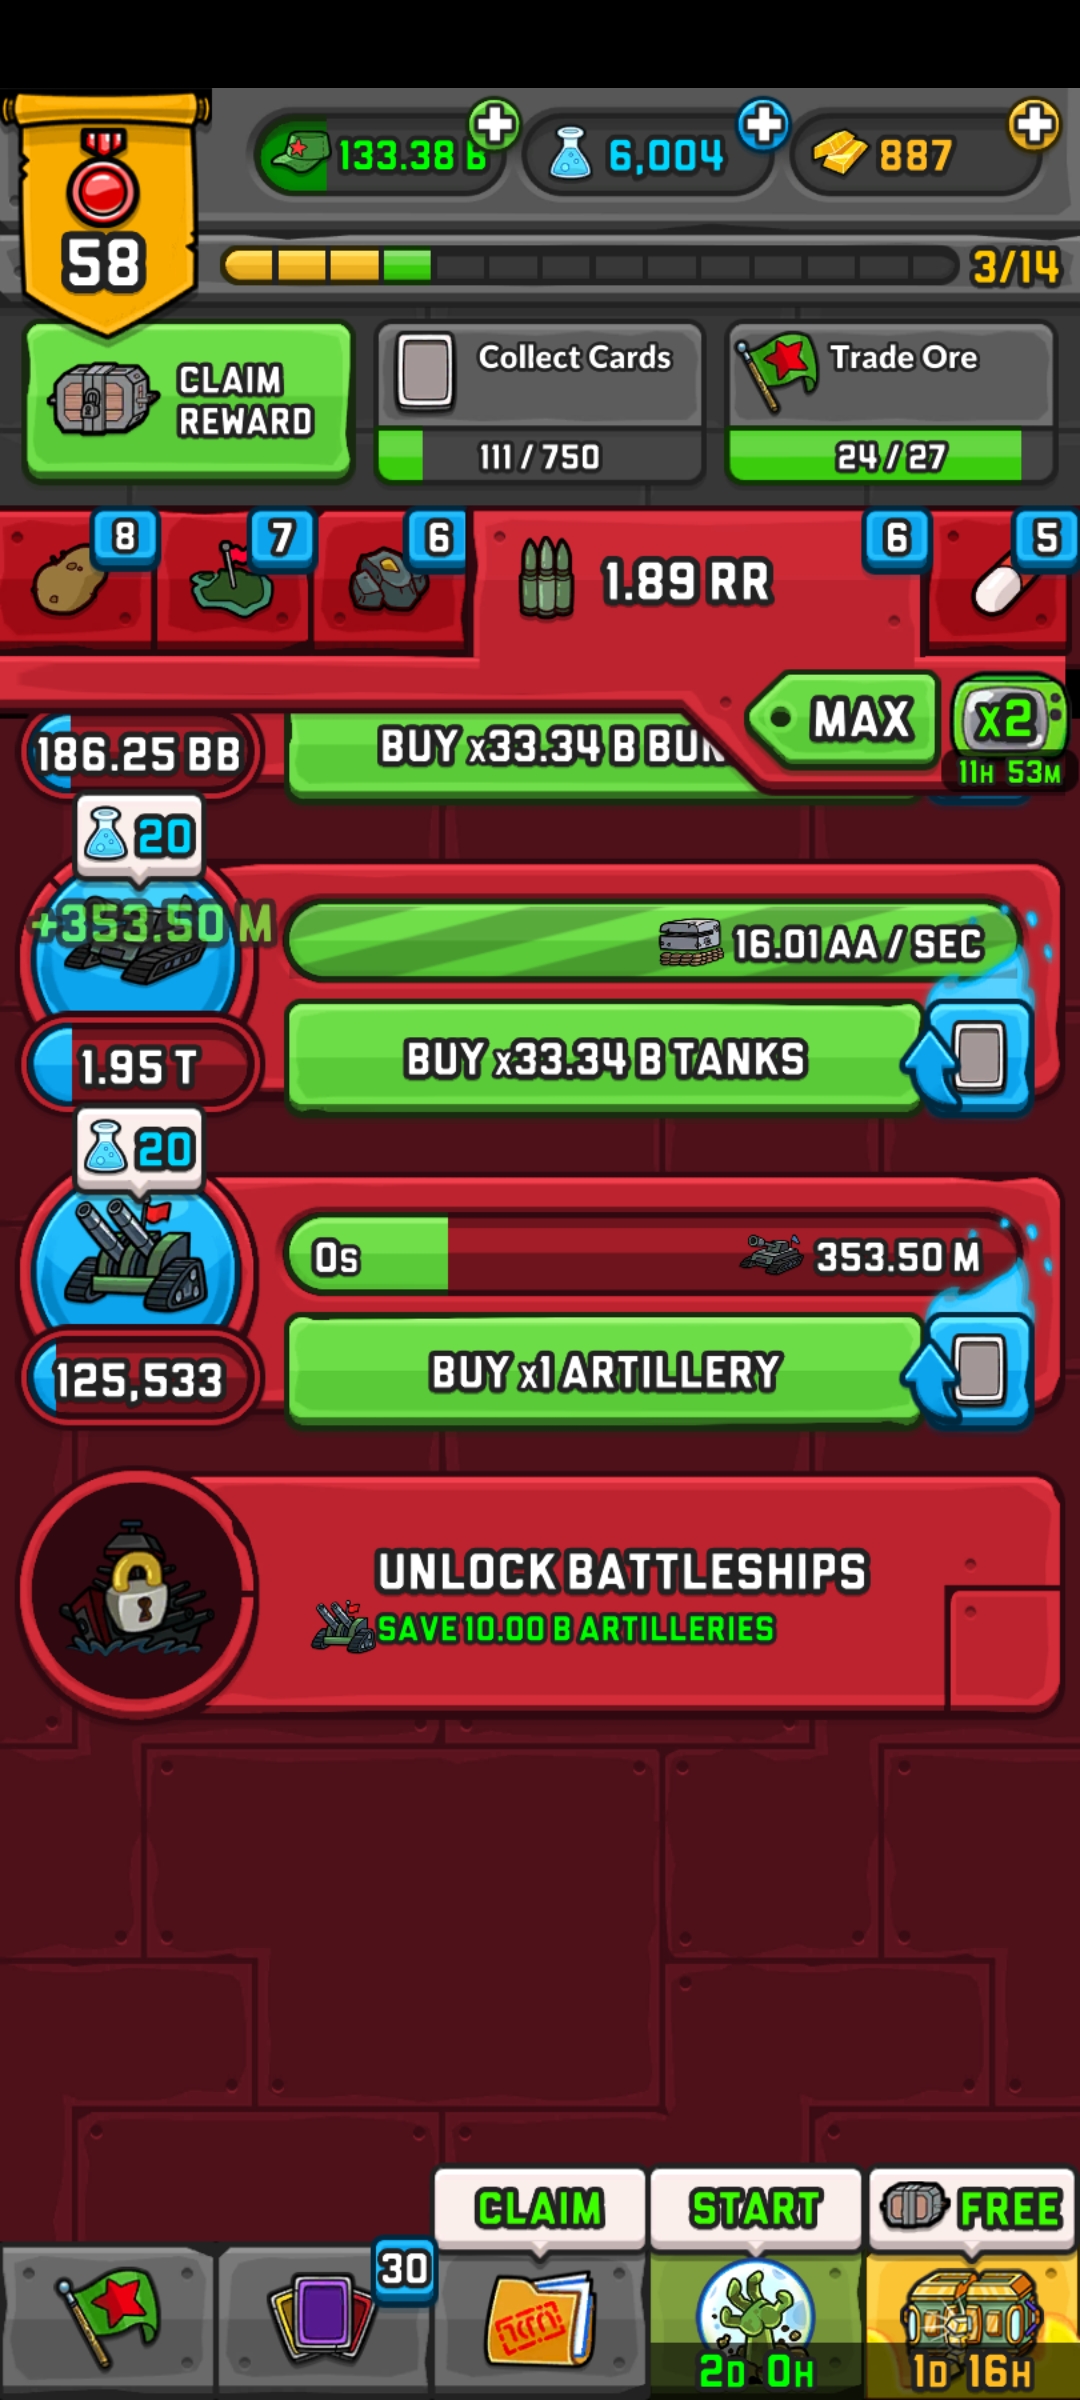 58
133.38 B
6,004
887
3/14
CLAIM
REWARD
Collect Cards
111 / 750
Trade Ore
24 / 27
8
7
6
1.89 RR
6
5
MAX
x2
11H 53M
186.25 BB
BUY x33.34 B BUN
20
+353.50 M
16.01 AA / SEC
1.95 T
BUY x33.34 B TANKS
20
0s
353.50 M
125,533
BUY x1 ARTILLERY
UNLOCK BATTLESHIPS
SAVE 10.00 B ARTILLERIES
CLAIM
START
FREE
30
2D 0H
1D 16H